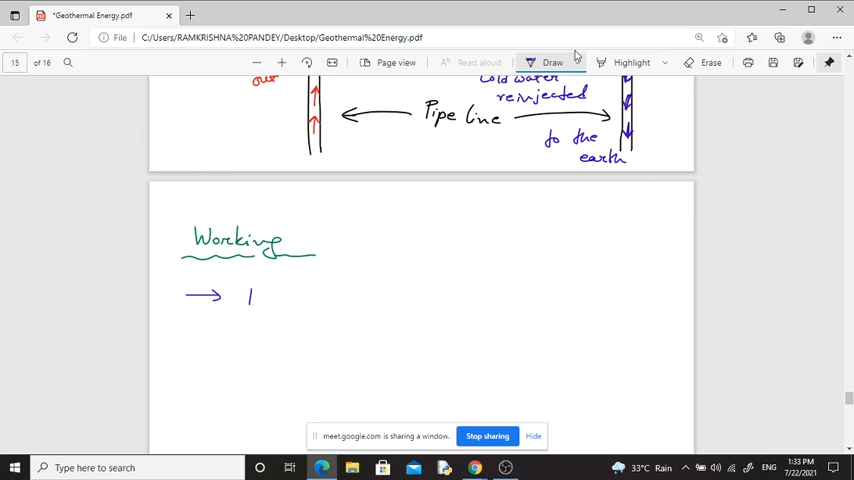 *Geothermal Energy.pdf
File
C:/Users/RAMKRISHNA%20PANDEY/Desktop/Geothermal%20Energy.pdf
15 of 16
Page view
Read aloud
Draw
Highlight
Erase
out
cold water
reinjected
Pipe line
to the
earth
Working
meet.google.com is sharing a window.
Stop sharing
Hide
Type here to search
33°C Rain
ENG
1:33 PM
7/22/2021